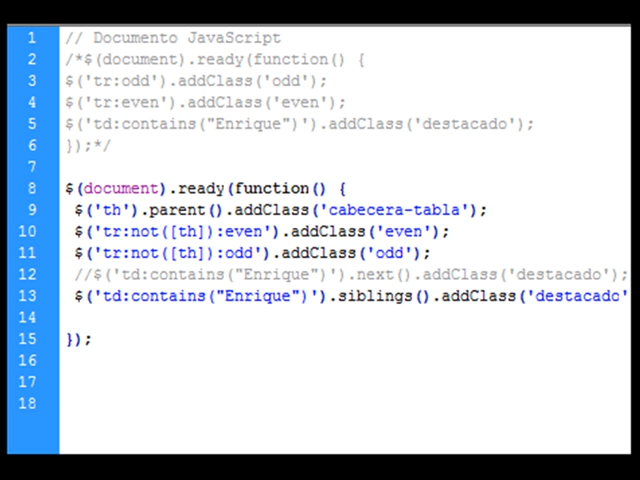 1 // Documento JavaScript
2 /*$(document).ready(function() {
3 $('tr:odd').addClass('odd');
4 $('tr:even').addClass('even');
5 $('td:contains("Enrique")').addClass('destacado');
6 });*/
7
8 $(document).ready(function() {
9 $('th').parent().addClass('cabecera-tabla');
10 $('tr:not([th]):even').addClass('even');
11 $('tr:not([th]):odd').addClass('odd');
12 //$('td:contains("Enrique")').next().addClass('destacado');
13 $('td:contains("Enrique")').siblings().addClass('destacado'
14
15 });
16
17
18